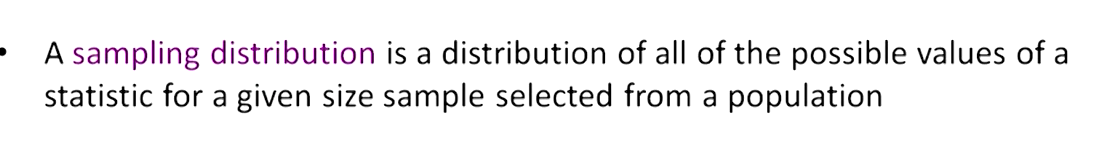 • A sampling distribution is a distribution of all of the possible values of a
statistic for a given size sample selected from a population